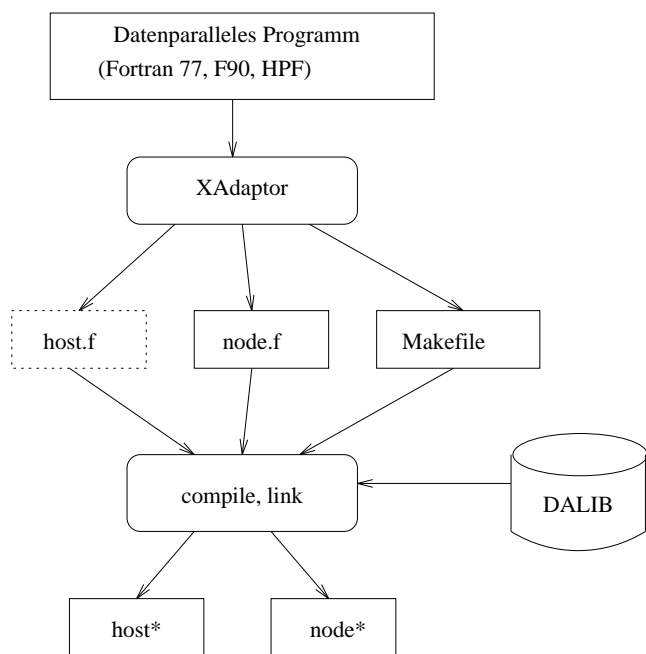 Datenparalleles Programm
(Fortran 77, F90, HPF)
XAdaptor
host.f
node.f
Makefile
compile, link
DALIB
host*
node*